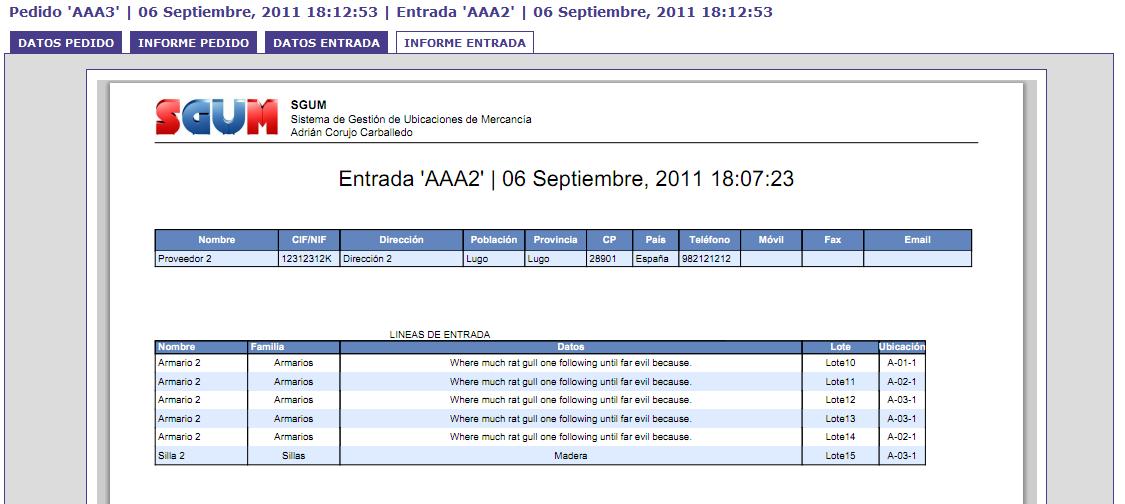 Pedido 'AAA3' | 06 Septiembre, 2011 18:12:53 | Entrada 'AAA2' | 06 Septiembre, 2011 18:12:53
DATOS PEDIDO INFORME PEDIDO DATOS ENTRADA INFORME ENTRADA
SGUM
SGUM
Sistema de Gestión de Ubicaciones de Mercancía
Adrián Corujo Carballedo
Entrada 'AAA2' | 06 Septiembre, 2011 18:07:23
Nombre CIF/NIF Dirección Población Provincia CP País Teléfono Móvil Fax Email
Proveedor 2 12312312K Dirección 2 Lugo Lugo 28901 España 982121212
LINEAS DE ENTRADA
Nombre Familia Datos Lote Ubicación
Armario 2 Armarios Where much rat gull one following until far evil because. Lote10 A-01-1
Armario 2 Armarios Where much rat gull one following until far evil because. Lote11 A-02-1
Armario 2 Armarios Where much rat gull one following until far evil because. Lote12 A-03-1
Armario 2 Armarios Where much rat gull one following until far evil because. Lote13 A-03-1
Armario 2 Armarios Where much rat gull one following until far evil because. Lote14 A-02-1
Silla 2 Sillas Madera Lote15 A-03-1